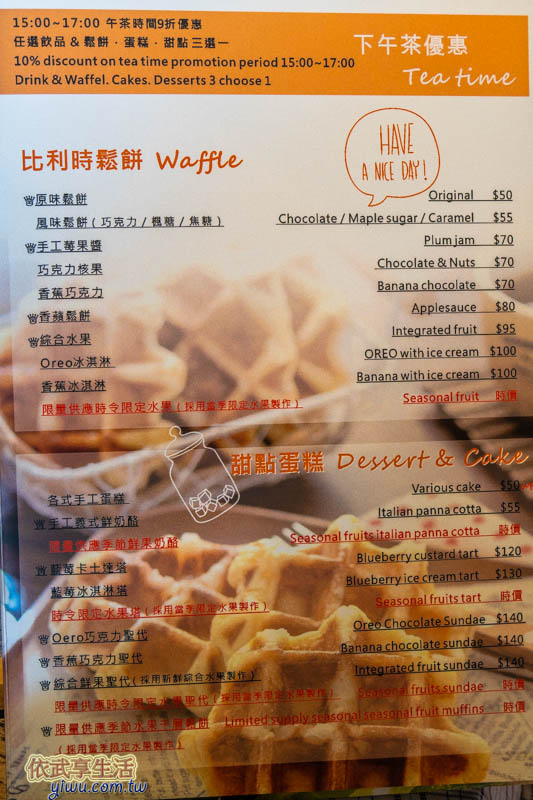 15:00~17:00 午茶時間9折優惠
任選飲品 & 鬆餅 · 蛋糕 · 甜點三選一
10% discount on tea time promotion period 15:00~17:00
Drink & Waffel. Cakes. Desserts 3 choose 1
下午茶優惠
Tea time
HAVE
A NICE DAY!
比利時鬆餅 Waffle
原味鬆餅 Original $50
風味鬆餅（巧克力／楓糖／焦糖） Chocolate / Maple sugar / Caramel $55
手工莓果醬 Plum jam $70
巧克力核果 Chocolate & Nuts $70
香蕉巧克力 Banana chocolate $70
香蘋鬆餅 Applesauce $80
綜合水果 Integrated fruit $95
Oreo冰淇淋 OREO with ice cream $100
香蕉冰淇淋 Banana with ice cream $100
限量供應時令限定水果（採用當季限定水果製作） Seasonal fruit 時價
甜點蛋糕 Dessert & Cake
各式手工蛋糕 Various cake $50
手工義式鮮奶酪 Italian panna cotta $55
限量供應季節鮮果奶酪 Seasonal fruits italian panna cotta 時價
藍莓卡士達塔 Blueberry custard tart $120
藍莓冰淇淋塔 Blueberry ice cream tart $130
時令限定水果塔（採用當季限定水果製作） Seasonal fruits tart 時價
Oero巧克力聖代 Oreo Chocolate Sundae $140
香蕉巧克力聖代 Banana chocolate sundae $140
綜合鮮果聖代（採用新鮮綜合水果製作） Integrated fruit sundae $140
限量供應時令限定水果聖代（採用當季限定水果製作） Seasonal fruits sundae 時價
限量供應季節水果千層鬆餅 Limited supply seasonal seasonal fruit muffins 時價
（採用當季限定水果製作）
依武享生活
yiwu.com.tw